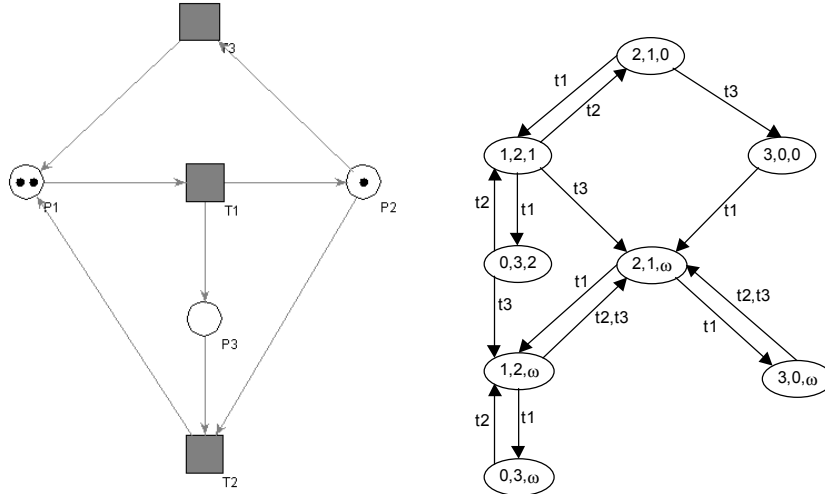 T3
P1
T1
P2
P3
T2
2,1,0
t1
t2
t3
1,2,1
3,0,0
t2
t1
t3
t1
0,3,2
2,1,ω
t3
t1
t2,t3
t1
t2,t3
1,2,ω
3,0,ω
t2
t1
0,3,ω